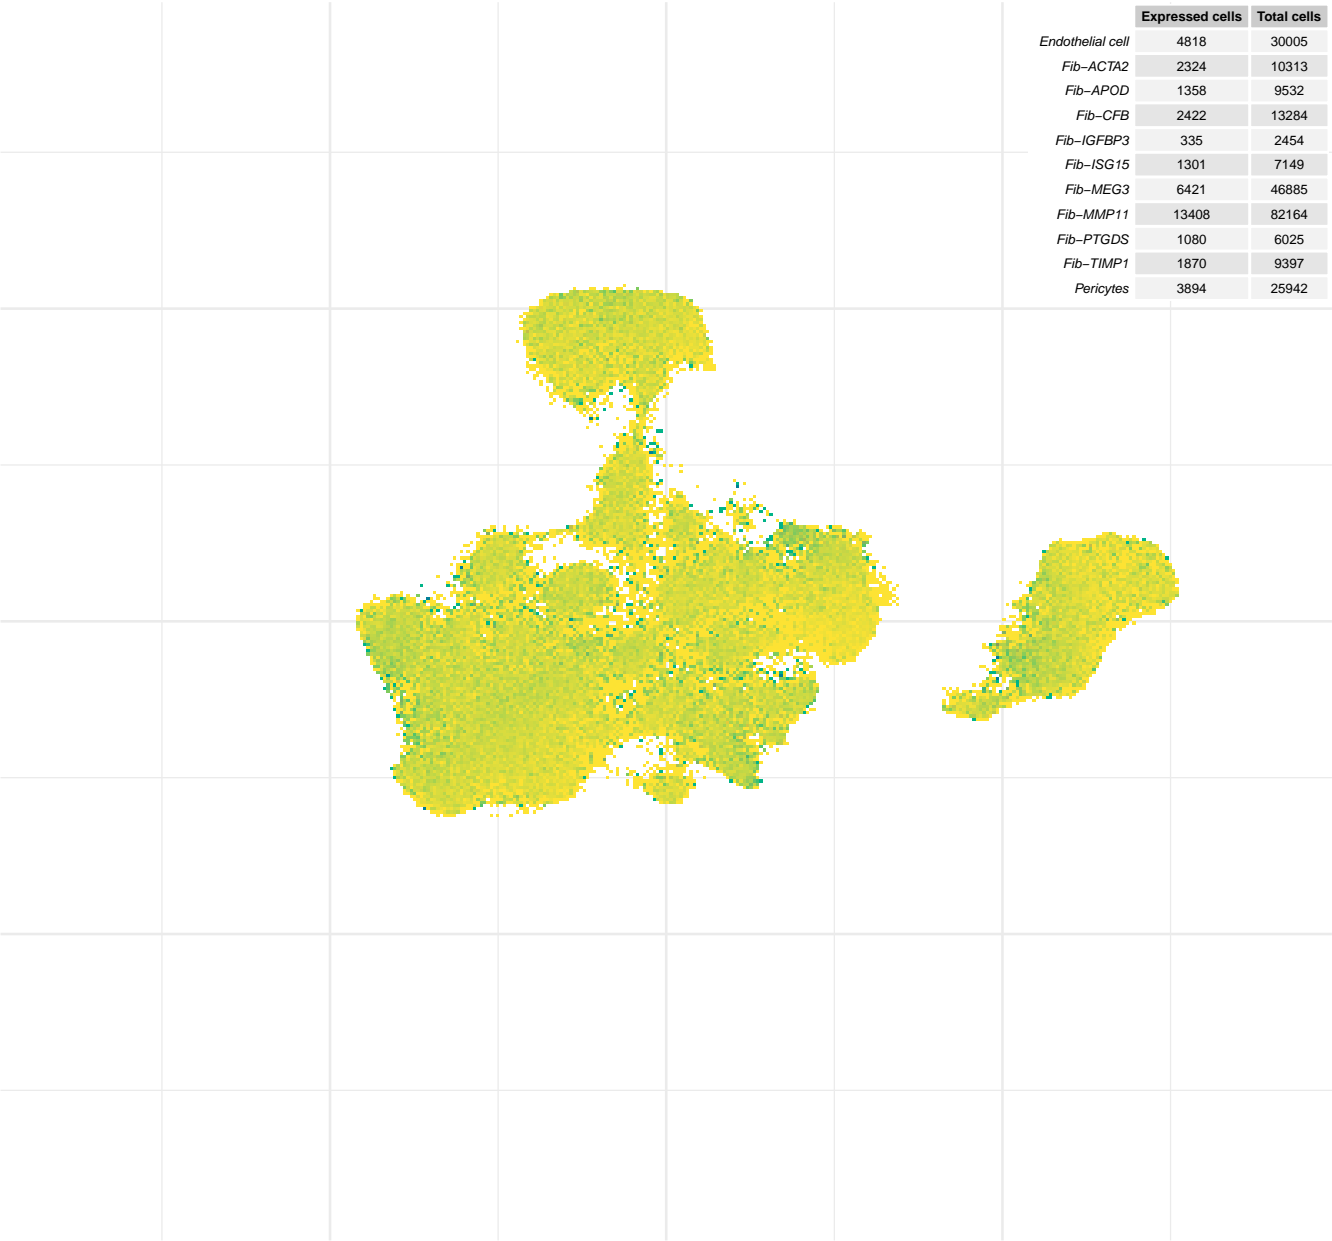 Expressed cells Total cells
Endothelial cell 4818 30005
Fib−ACTA2 2324 10313
Fib−APOD 1358 9532
Fib−CFB 2422 13284
Fib−IGFBP3 335 2454
Fib−ISG15 1301 7149
Fib−MEG3 6421 46885
Fib−MMP11 13408 82164
Fib−PTGDS 1080 6025
Fib−TIMP1 1870 9397
Pericytes 3894 25942